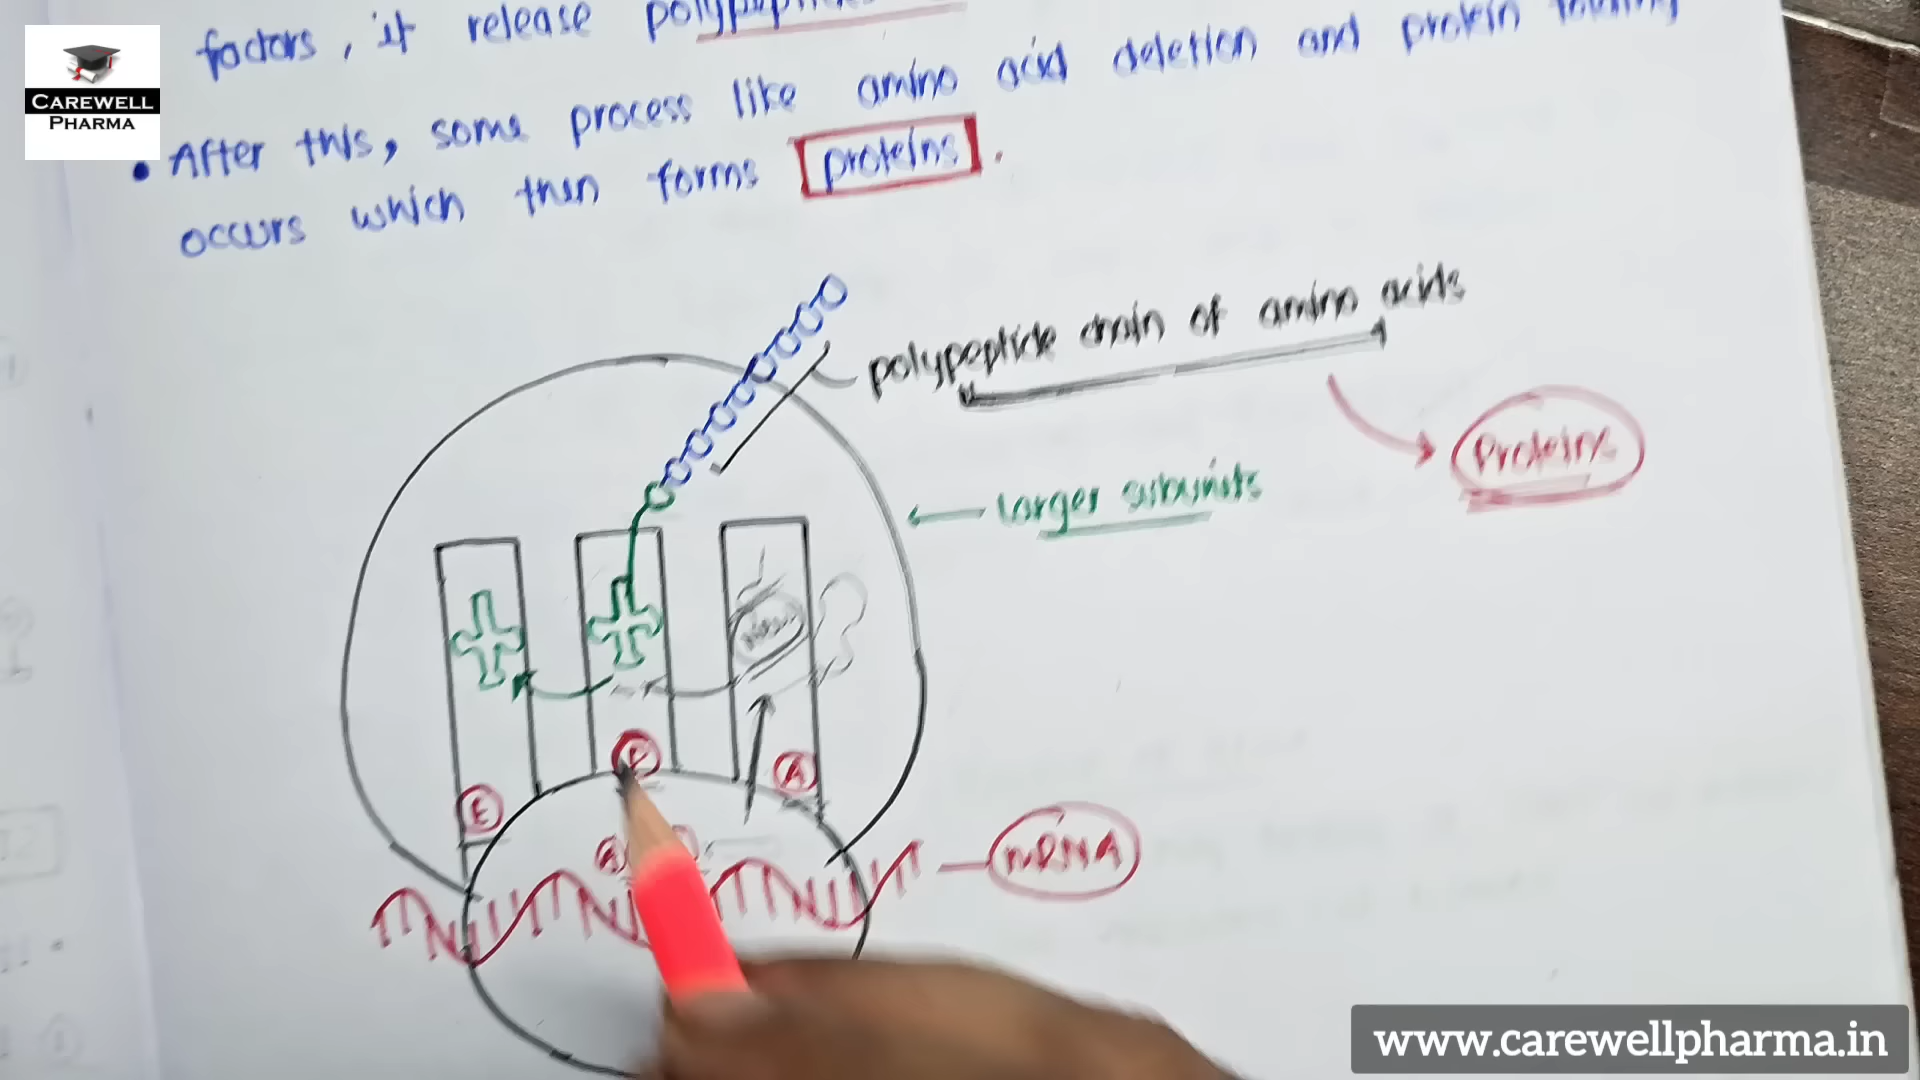 CAREWELL
PHARMA
factors, it release
• After this, some process like amino acid deletion and protein
occurs which then forms proteins.
polypeptide chain of amino acids
Proteins
larger subunits
E
P
A
mRNA
www.carewellpharma.in